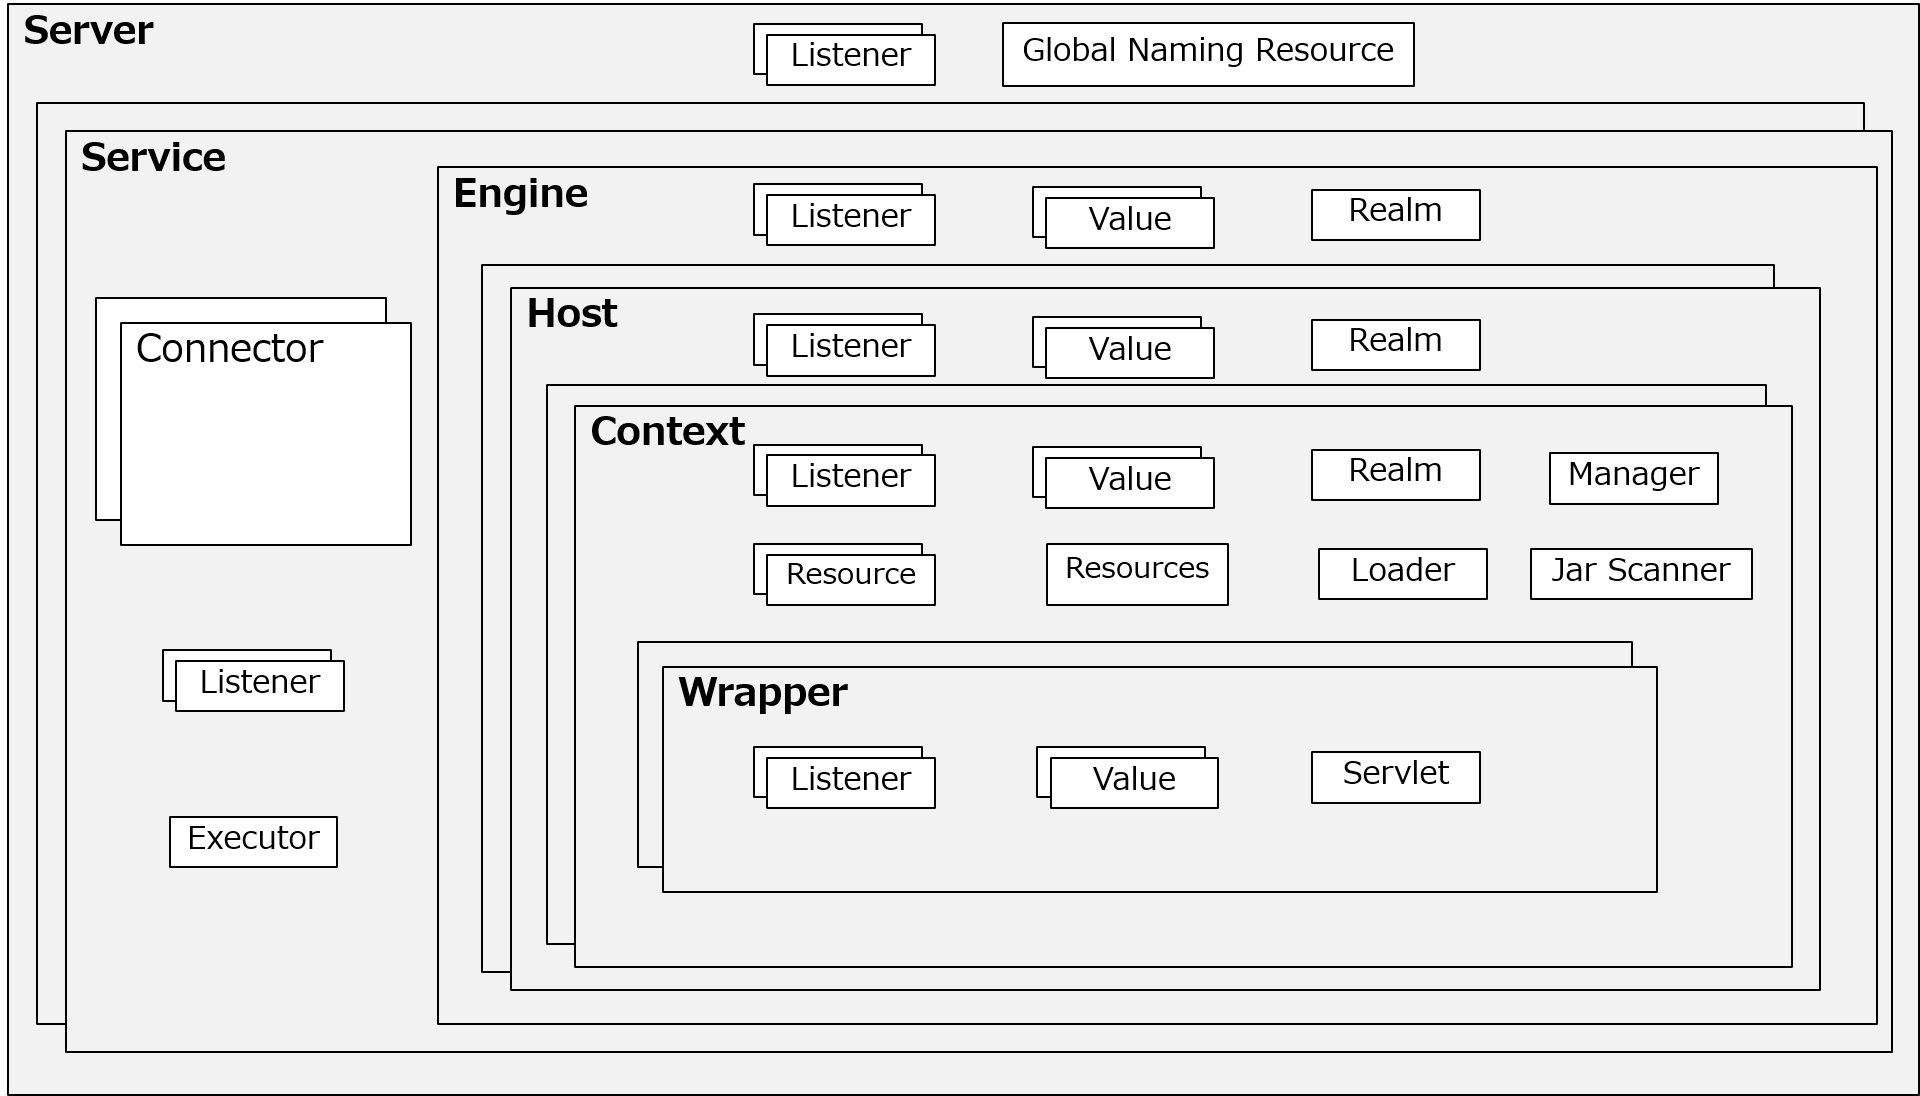 Server
Listener
Global Naming Resource
Service
Engine
Listener
Value
Realm
Host
Listener
Value
Realm
Connector
Context
Listener
Value
Realm
Manager
Resource
Resources
Loader
Jar Scanner
Listener
Wrapper
Listener
Value
Servlet
Executor